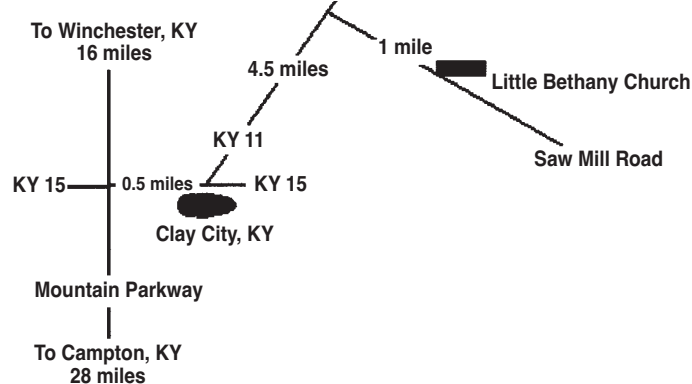 To Winchester, KY
16 miles
1 mile
4.5 miles
Little Bethany Church
KY 11
Saw Mill Road
KY 15
0.5 miles
KY 15
Clay City, KY
Mountain Parkway
To Campton, KY
28 miles